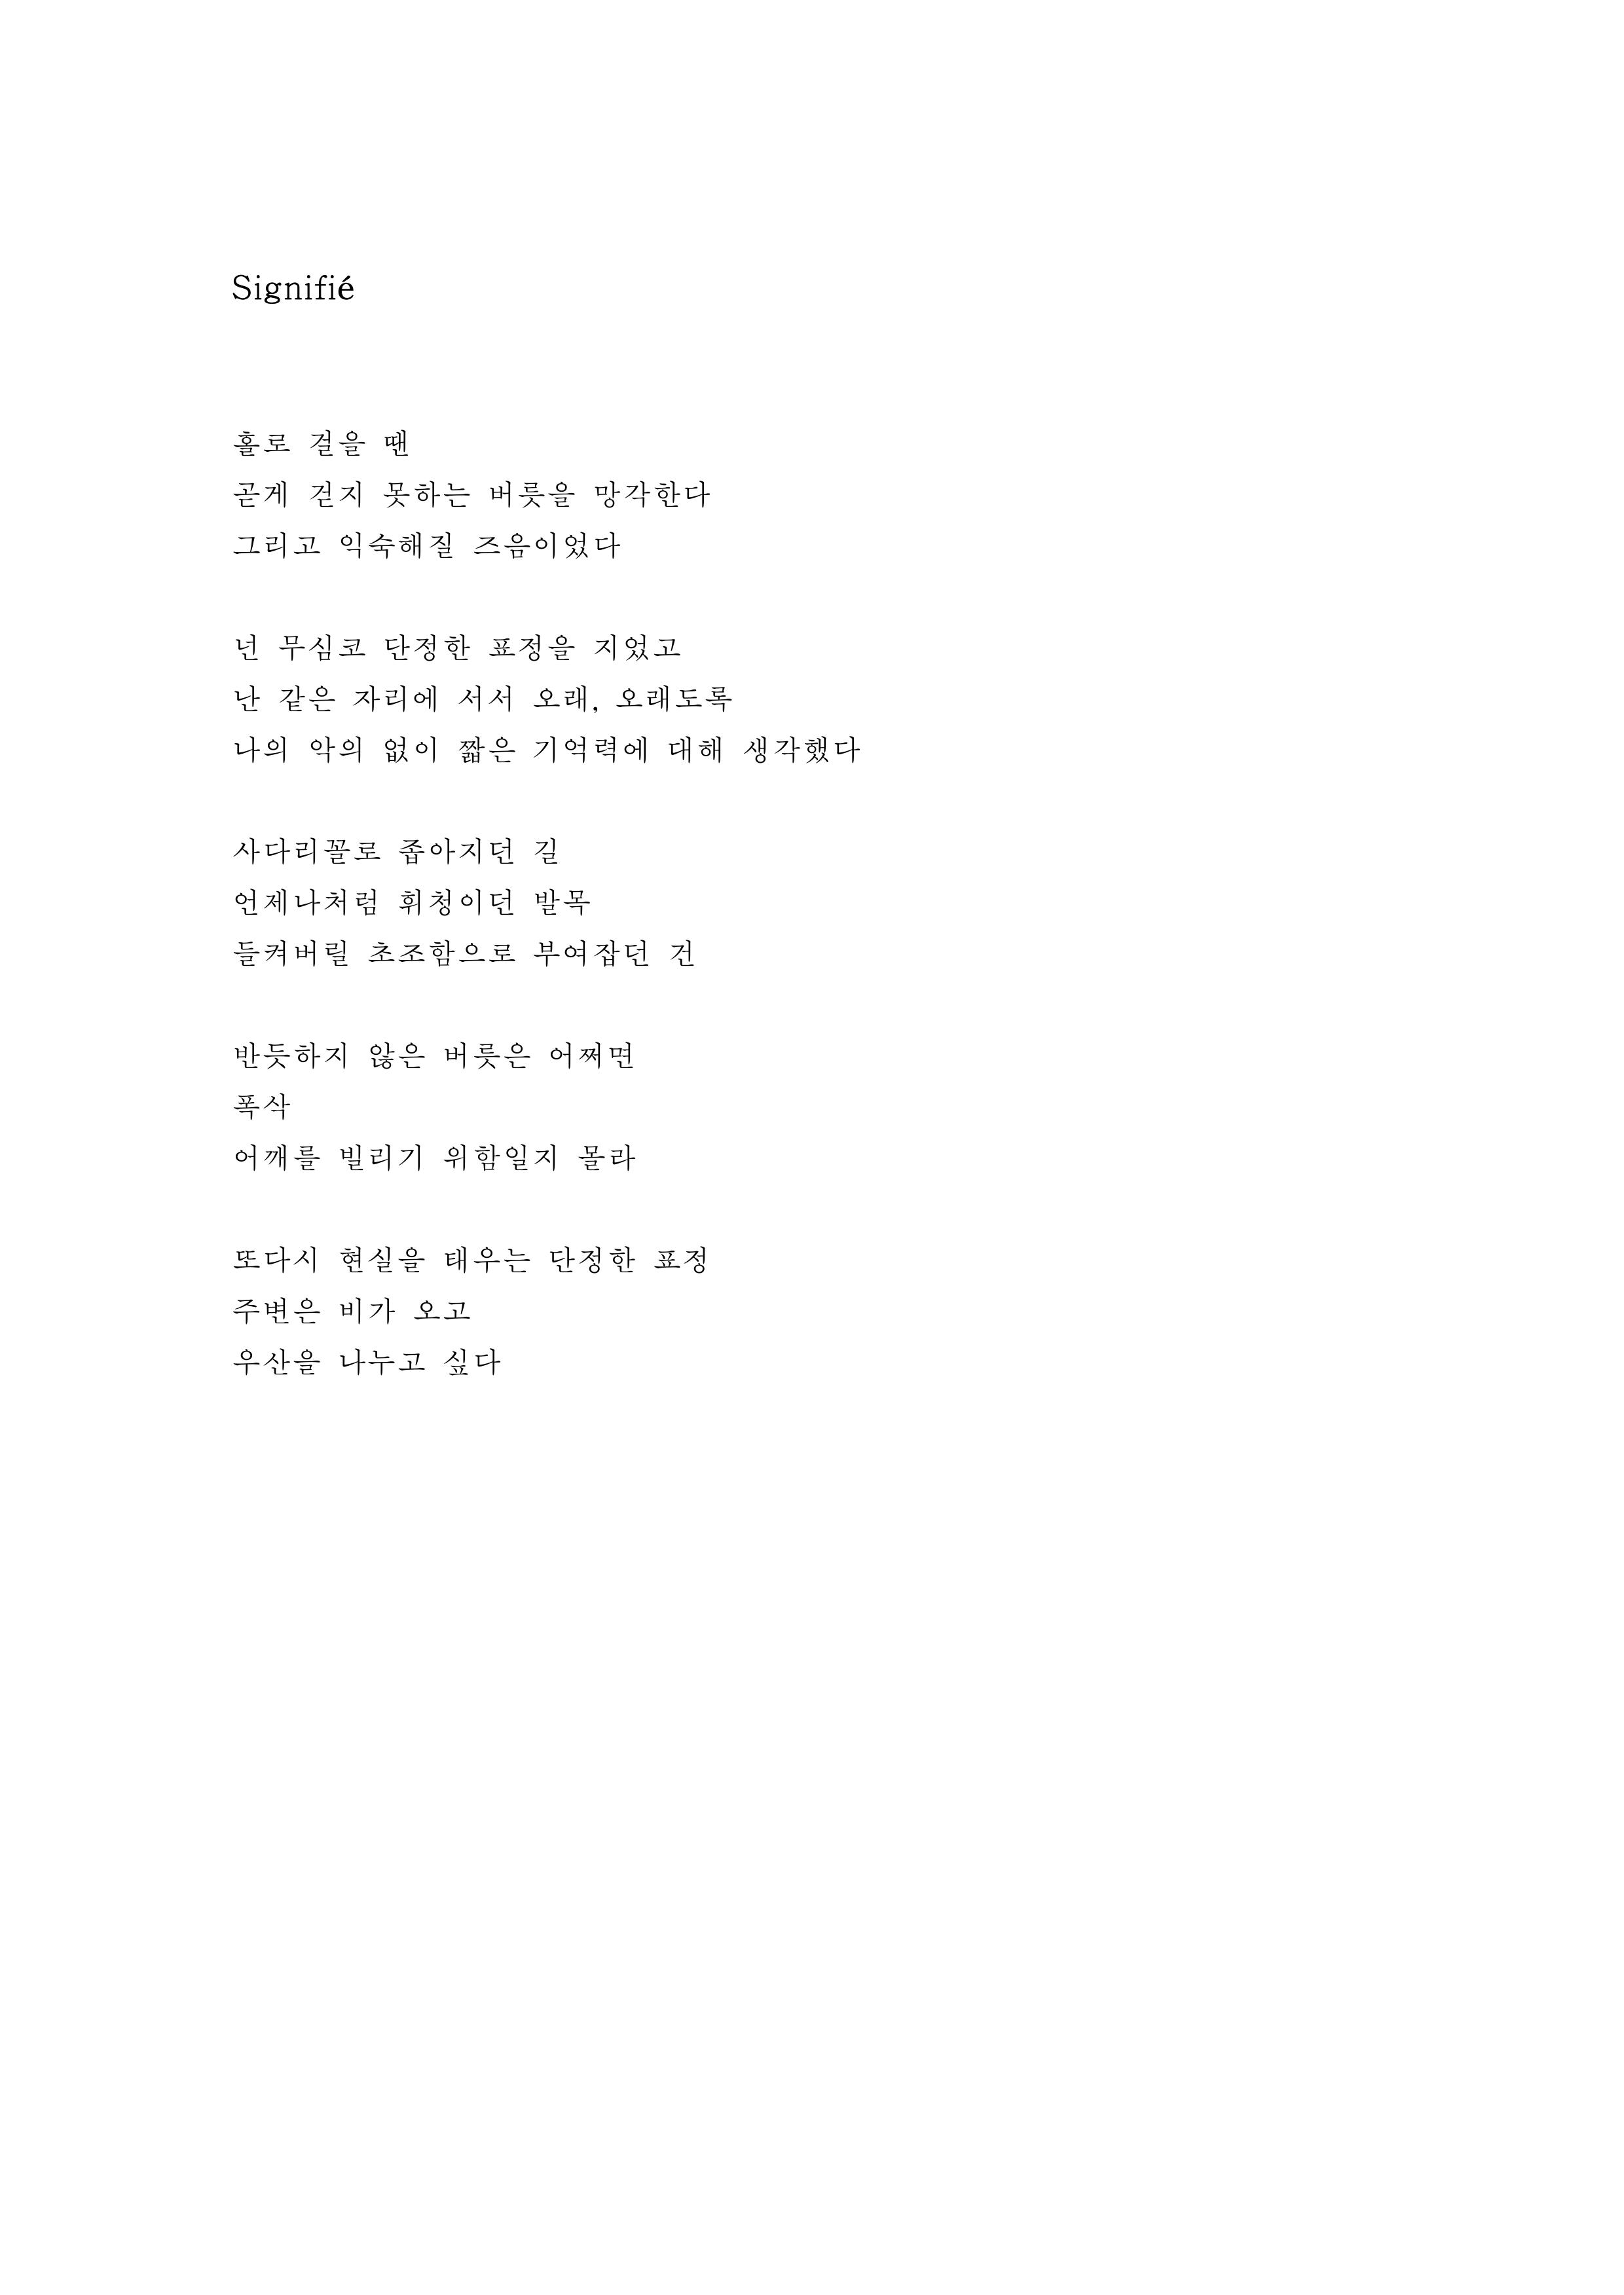 Signifié
홀로 걸을 땐
곧게 걷지 못하는 버릇을 망각한다
그리고 익숙해질 즈음이었다
넌 무심코 단정한 표정을 지었고
난 같은 자리에 서서 오래, 오래도록
나의 악의 없이 짧은 기억력에 대해 생각했다
사다리꼴로 좁아지던 길
언제나처럼 휘청이던 발목
들켜버릴 초조함으로 부여잡던 건
반듯하지 않은 버릇은 어쩌면
폭삭
어깨를 빌리기 위함일지 몰라
또다시 현실을 태우는 단정한 표정
주변은 비가 오고
우산을 나누고 싶다